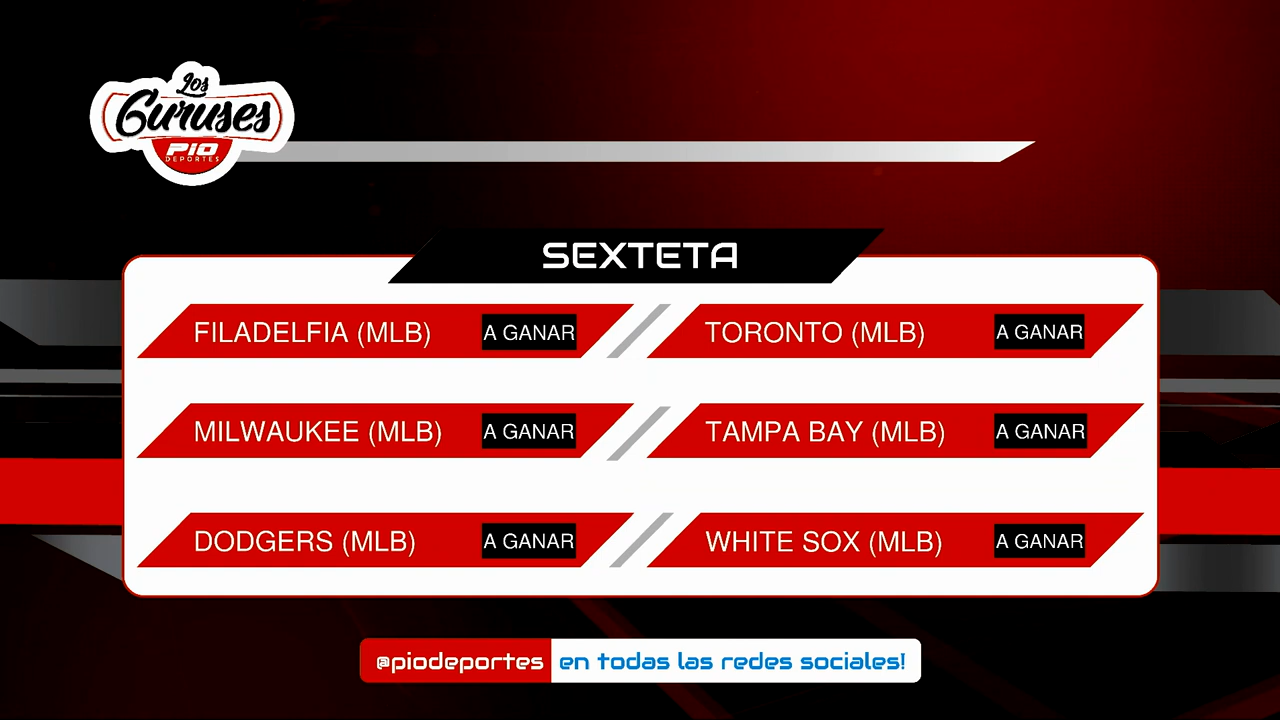 Los
Guruses
PIO
DEPORTES
SEXTETA
FILADELFIA (MLB) A GANAR
TORONTO (MLB) A GANAR
MILWAUKEE (MLB) A GANAR
TAMPA BAY (MLB) A GANAR
DODGERS (MLB) A GANAR
WHITE SOX (MLB) A GANAR
@piodeportes en todas las redes sociales!